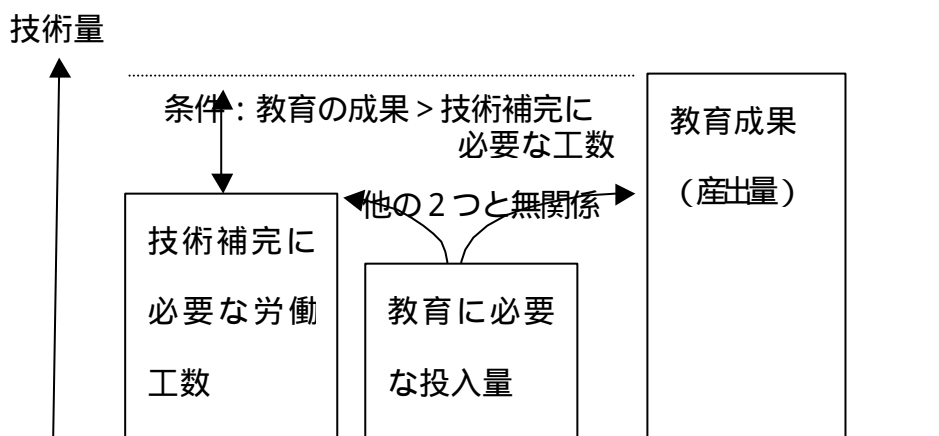 技術量
条件：教育の成果＞技術補完に
必要な工数
教育成果
（産出量）
他の２つと無関係
技術補完に
必要な労働
工数
教育に必要
な投入量